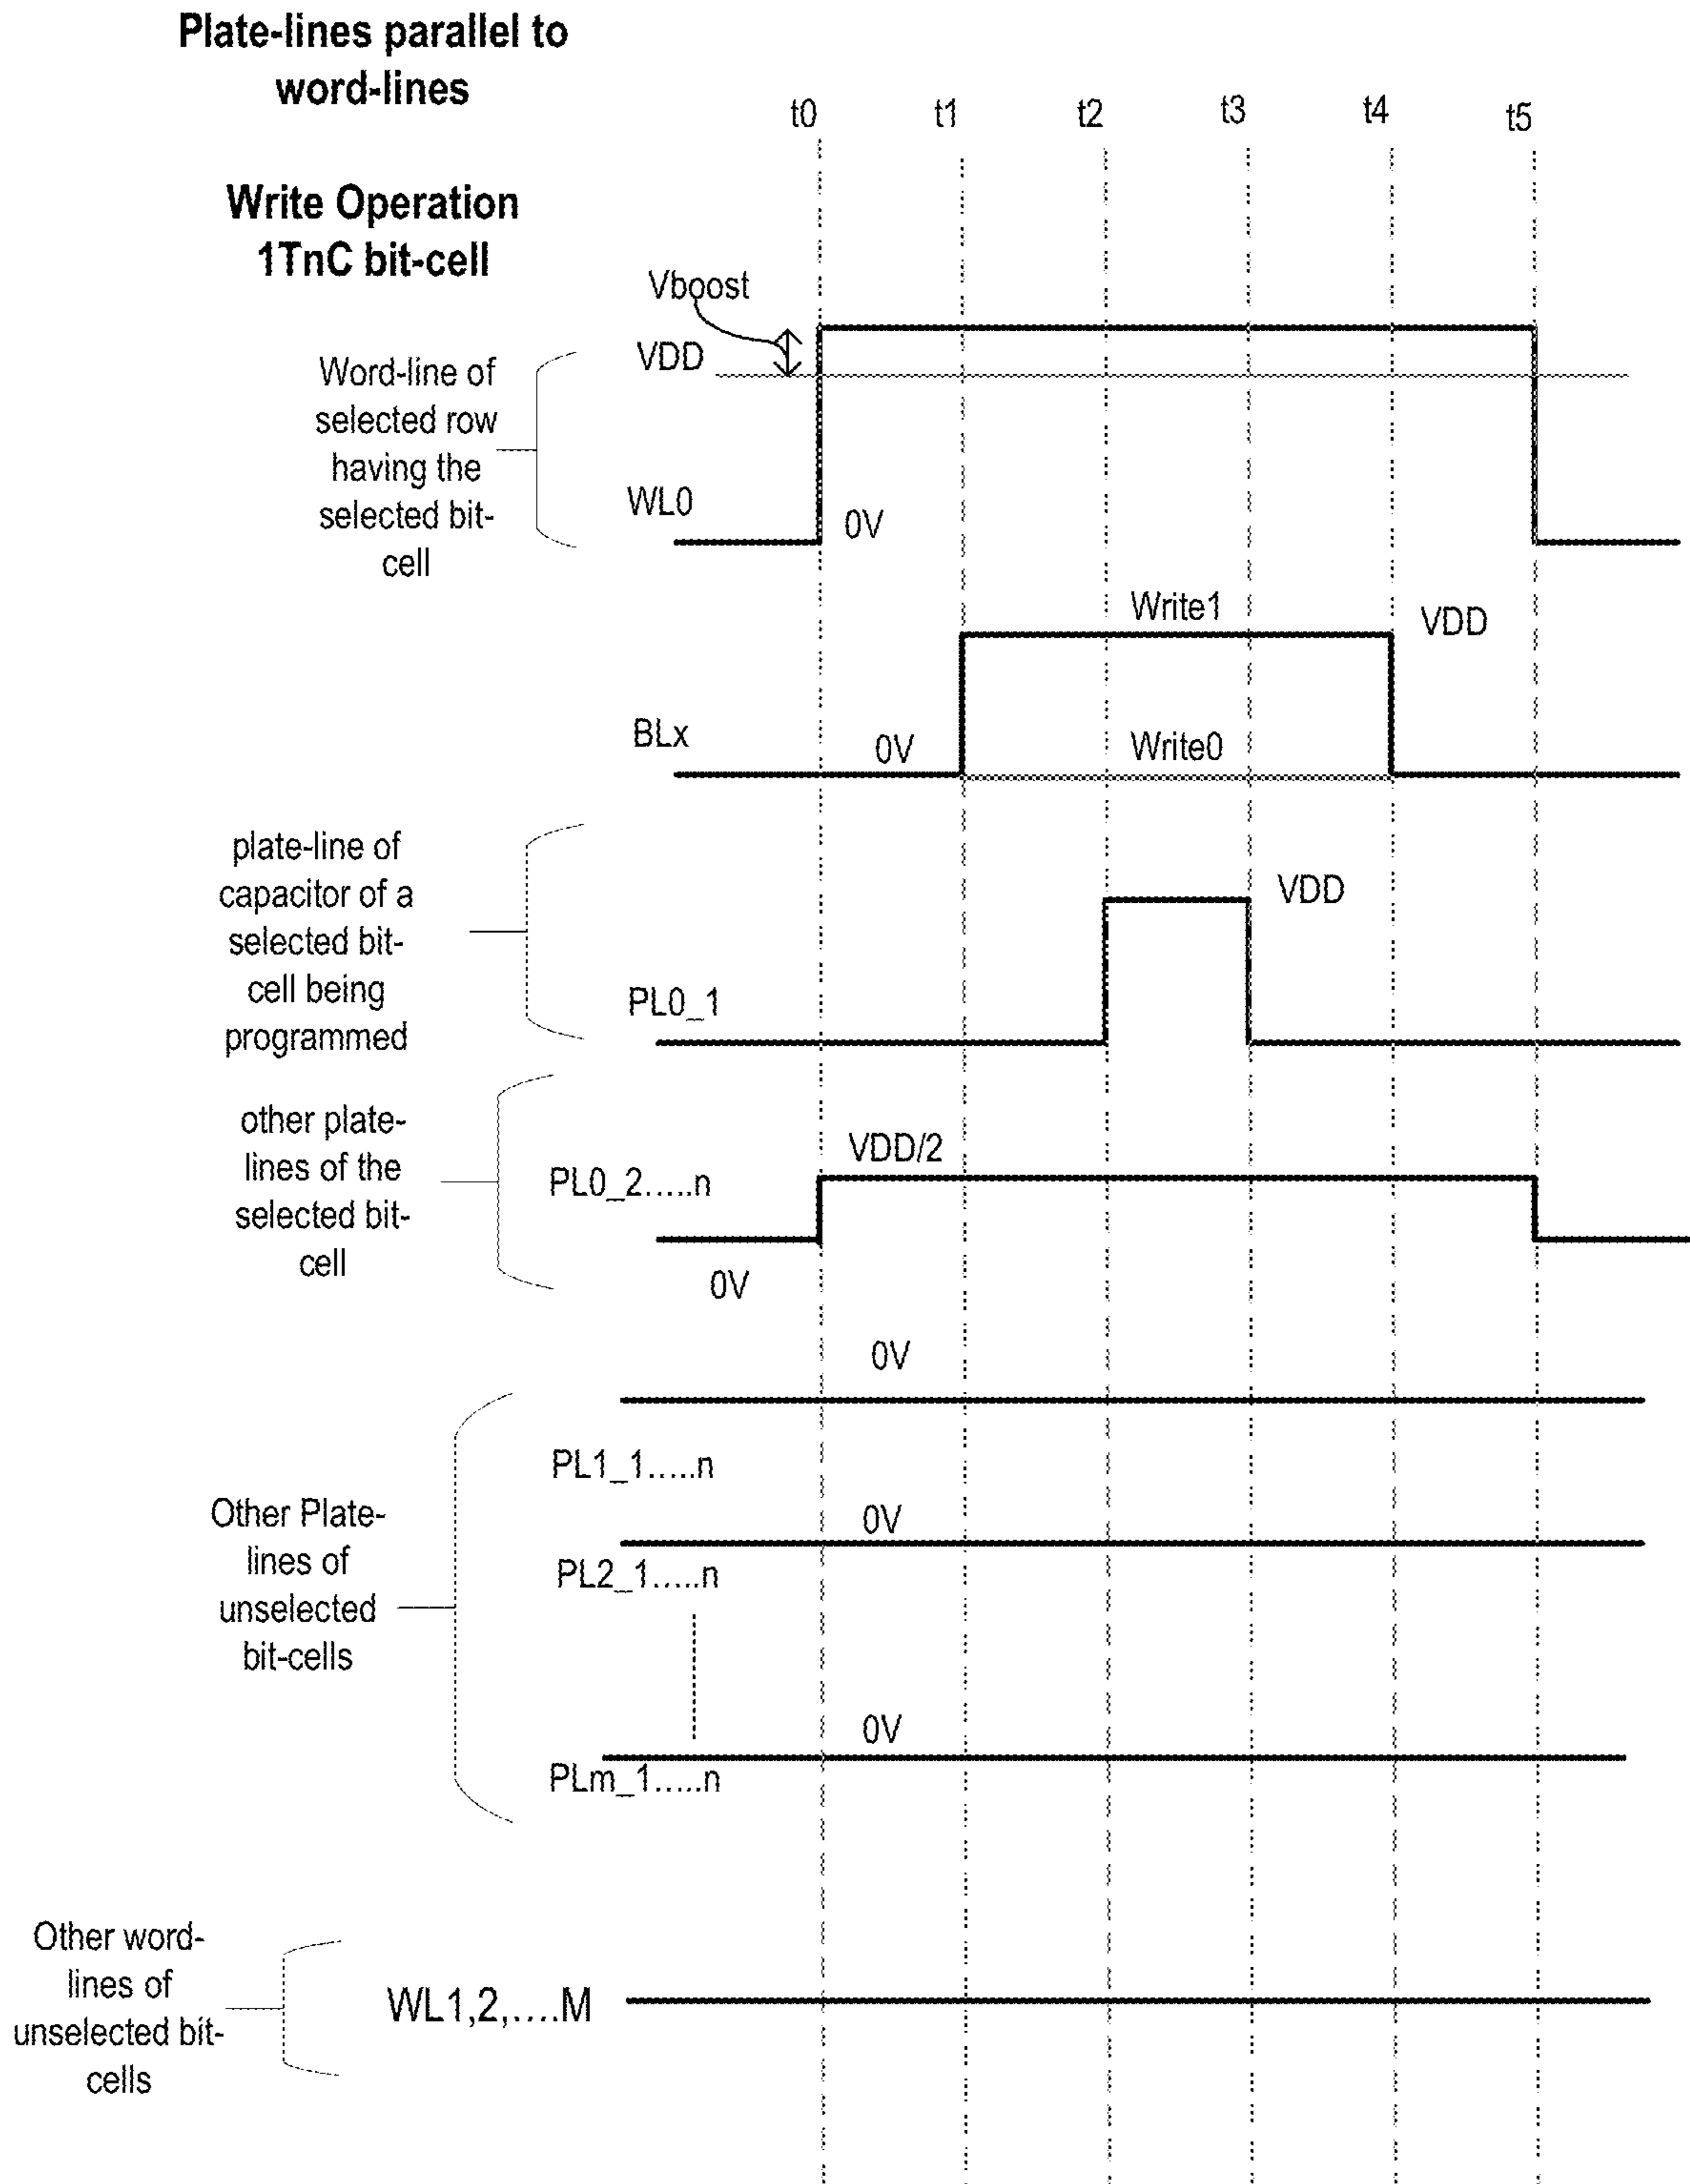 Plate-lines parallel to
word-lines
t0
t1
t2
t3
t4
t5
Write Operation
1TnC bit-cell
Vboost
VDD
Word-line of
selected row
having the
selected bit-
cell
WL0
0V
Write1
VDD
BLx
0V
Write0
plate-line of
capacitor of a
selected bit-
cell being
programmed
VDD
PL0_1
other plate-
lines of the
selected bit-
cell
VDD/2
PL0_2.....n
0V
0V
PL1_1.....n
Other Plate-
lines of
unselected
bit-cells
0V
PL2_1.....n
0V
PLm_1.....n
Other word-
lines of
unselected bit-
cells
WL1,2,....M